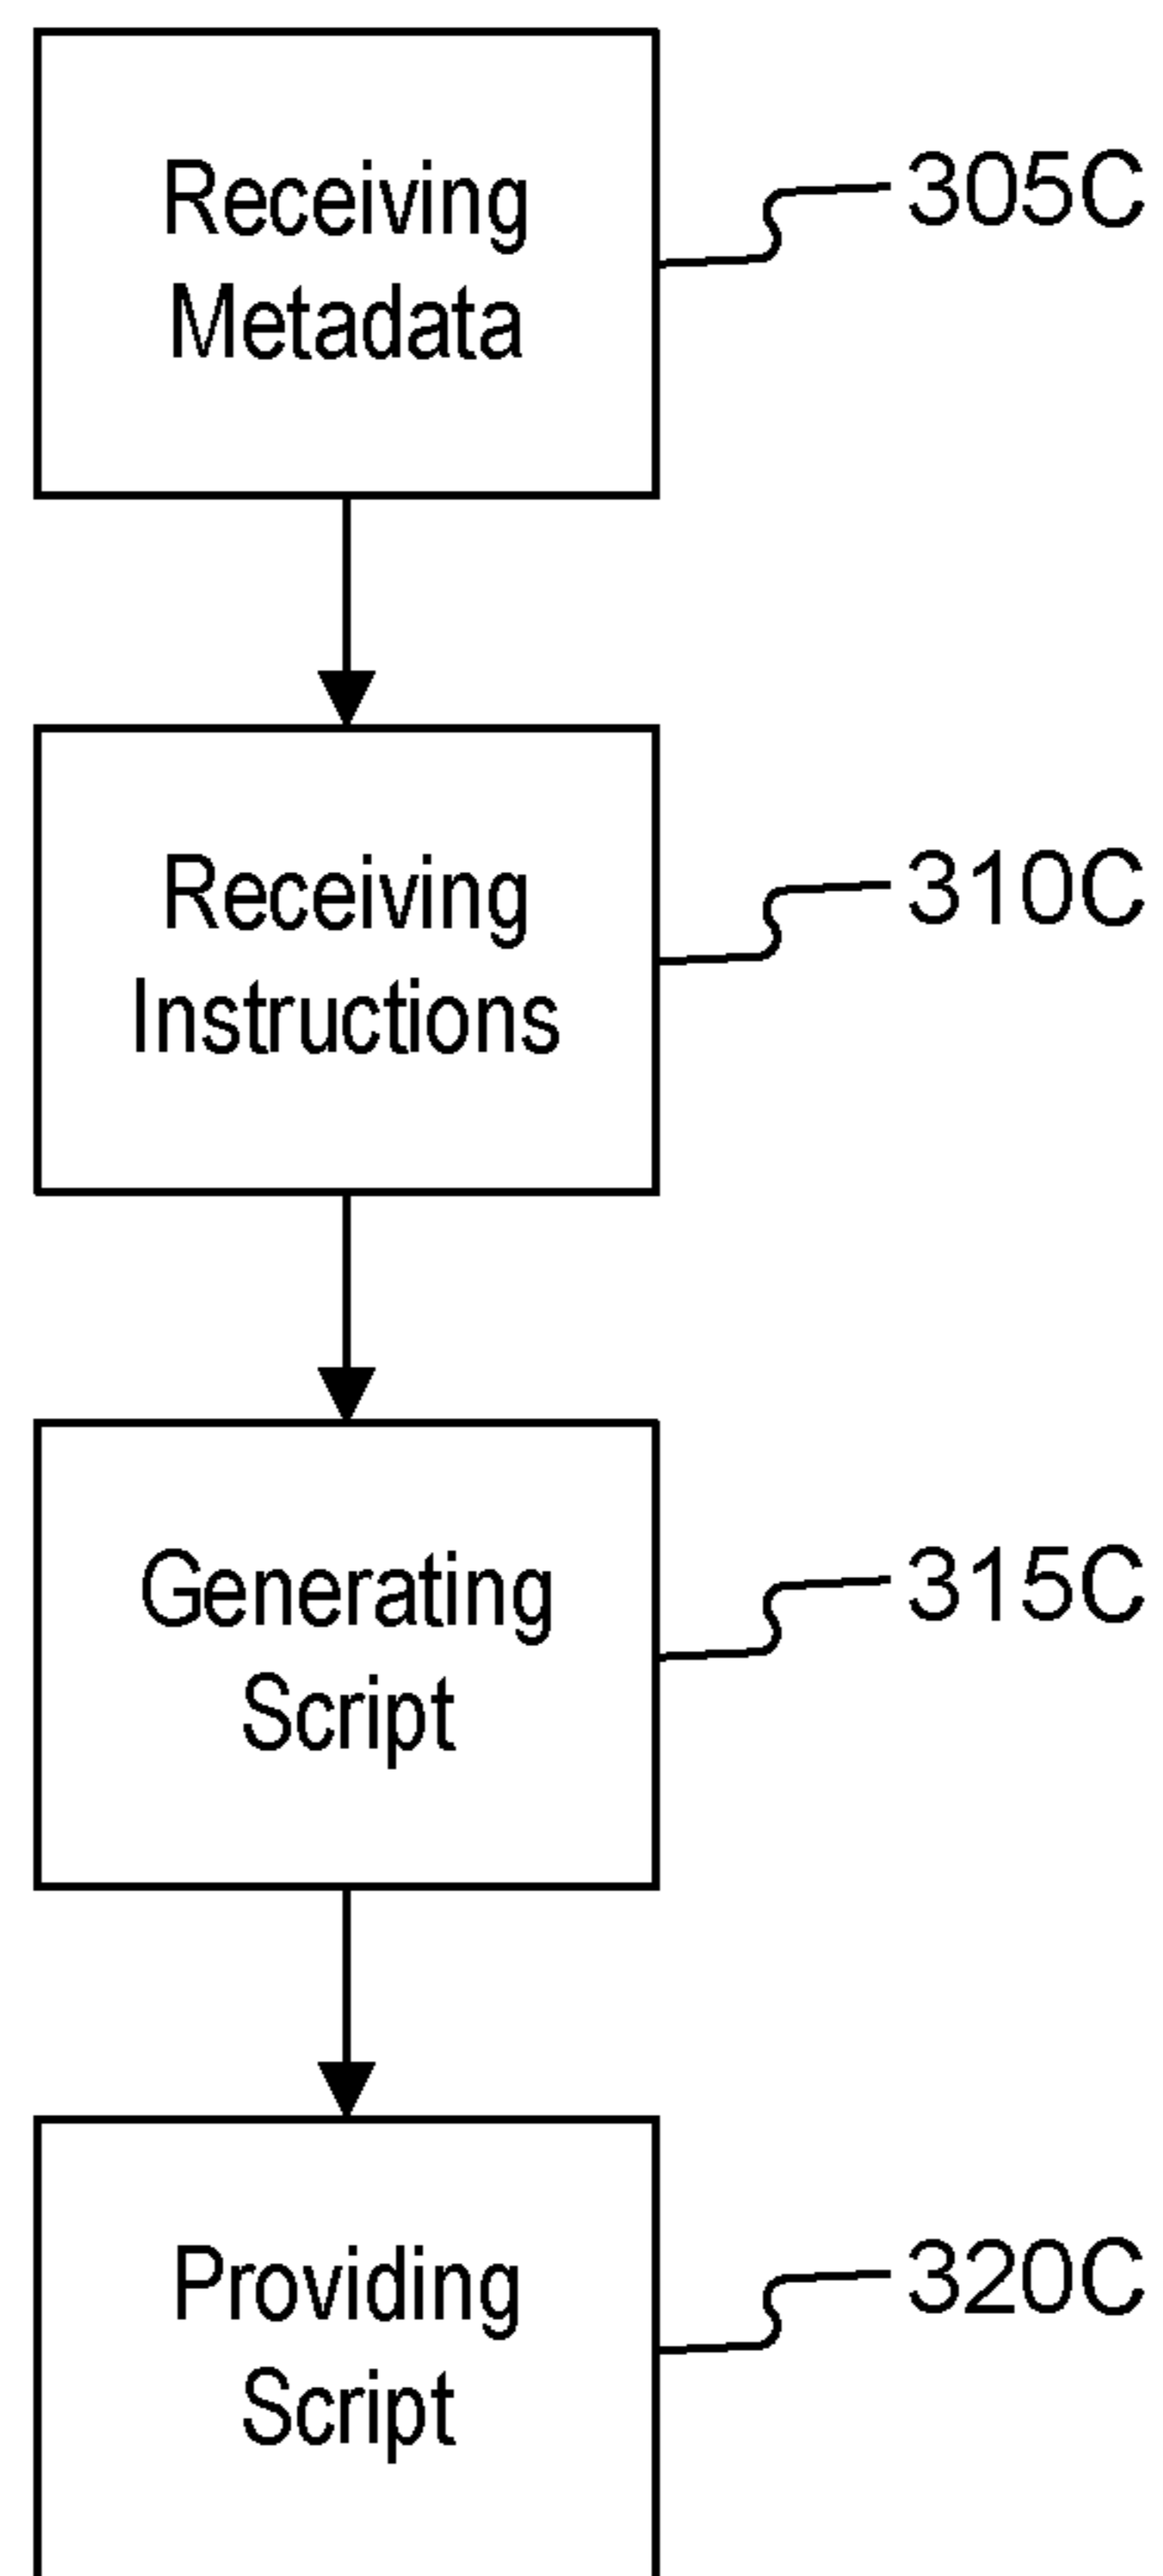 Receiving
Metadata
305C
Receiving
Instructions
310C
Generating
Script
315C
Providing
Script
320C